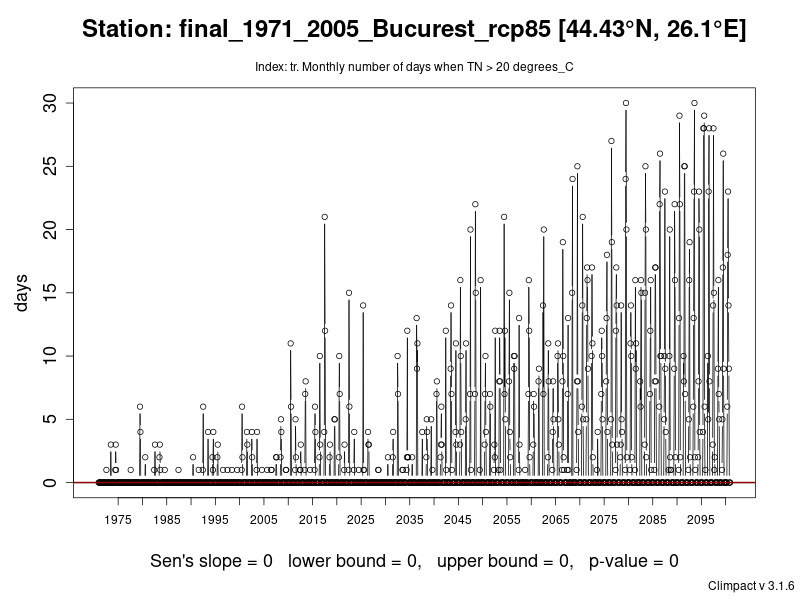 Station: final_1971_2005_Bucurest_rcp85 [44.43°N, 26.1°E]
Index: tr. Monthly number of days when TN > 20 degrees_C
30
25
20
15
10
5
0
days
1975 1985 1995 2005 2015 2025 2035 2045 2055 2065 2075 2085 2095
Sen's slope = 0 lower bound = 0, upper bound = 0, p-value = 0
Climpact v 3.1.6